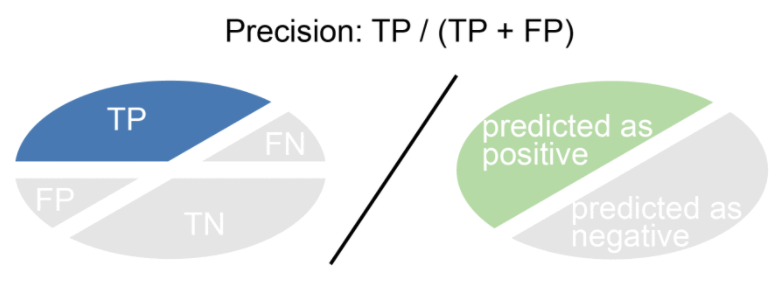 Precision: TP / (TP + FP)
TP
FN
FP
TN
predicted as
positive
predicted as
negative